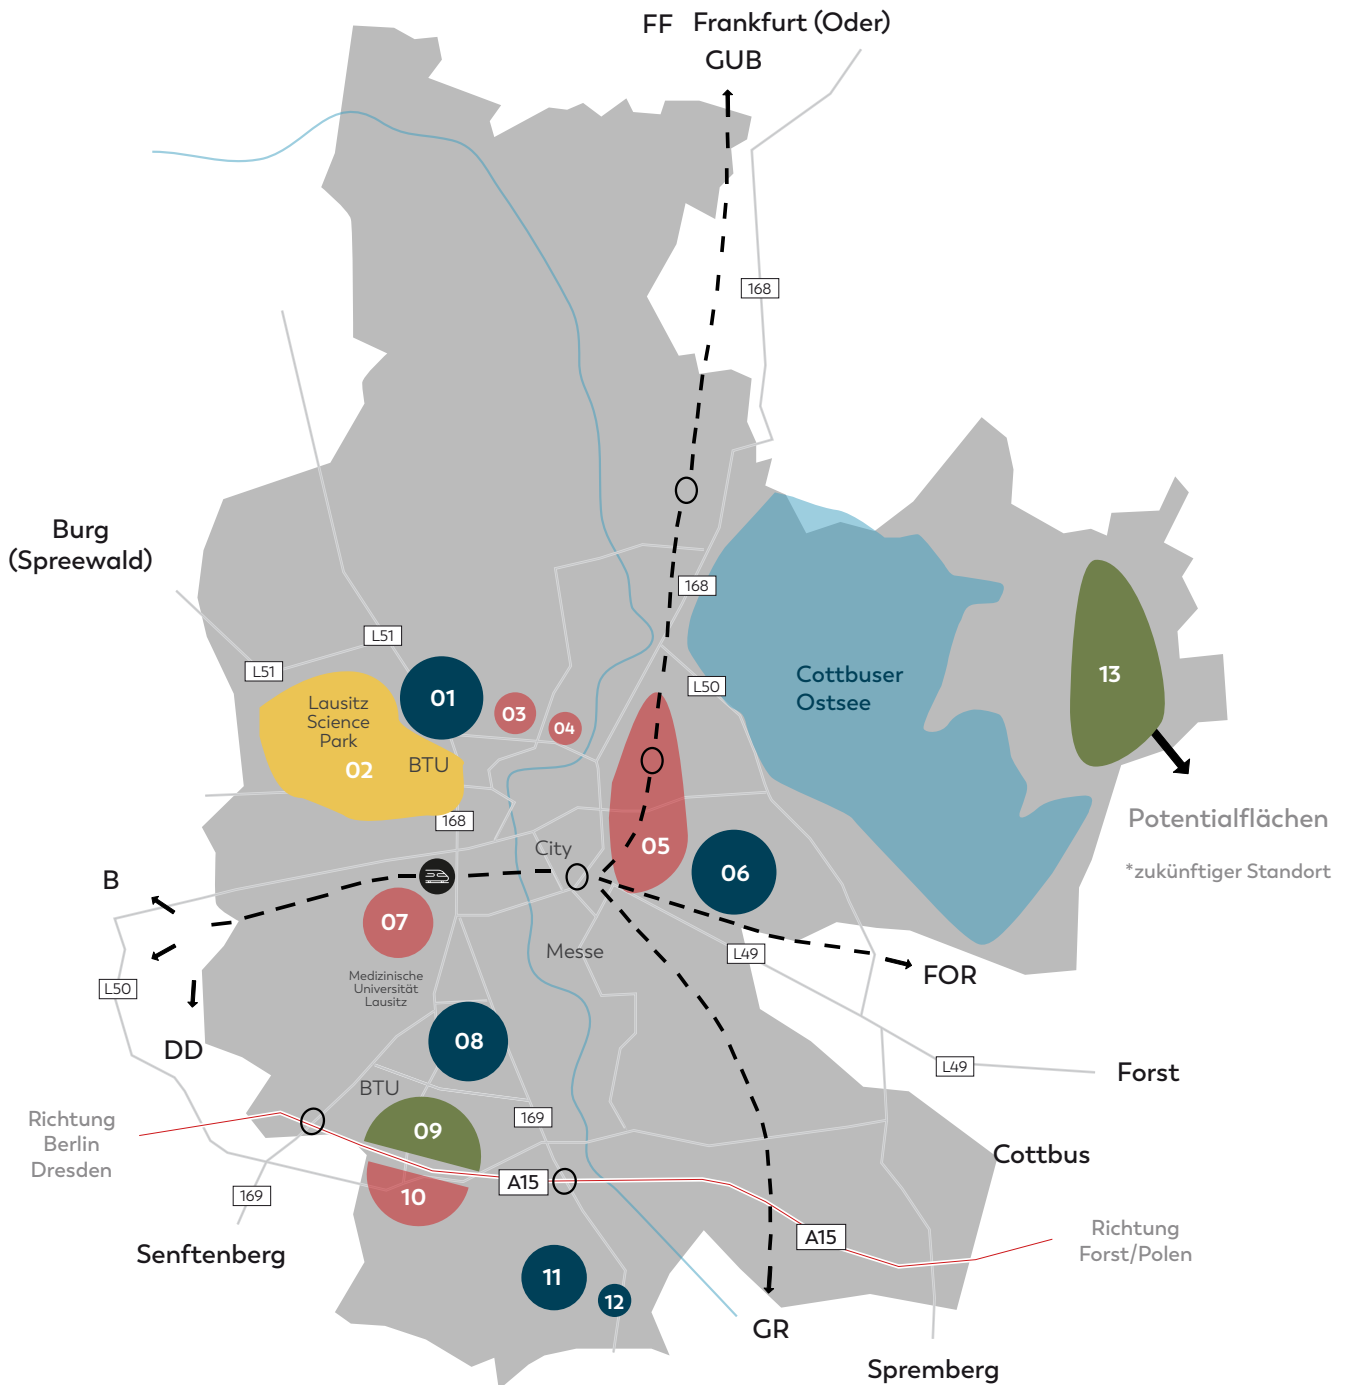 FF Frankfurt (Oder)
GUB
168
Burg
(Spreewald)
168
L51
L51
L50
Lausitz
Science
Park
02
BTU
01
03
04
Cottbuser
Ostsee
13
168
City
05
06
Potentialflächen
*zukünftiger Standort
B
07
Messe
L49
FOR
Medizinische
Universität
Lausitz
L50
DD
08
L49
Forst
BTU
169
Richtung
Berlin
Dresden
09
10
A15
Cottbus
169
Senftenberg
A15
Richtung
Forst/Polen
11
12
GR
Spremberg